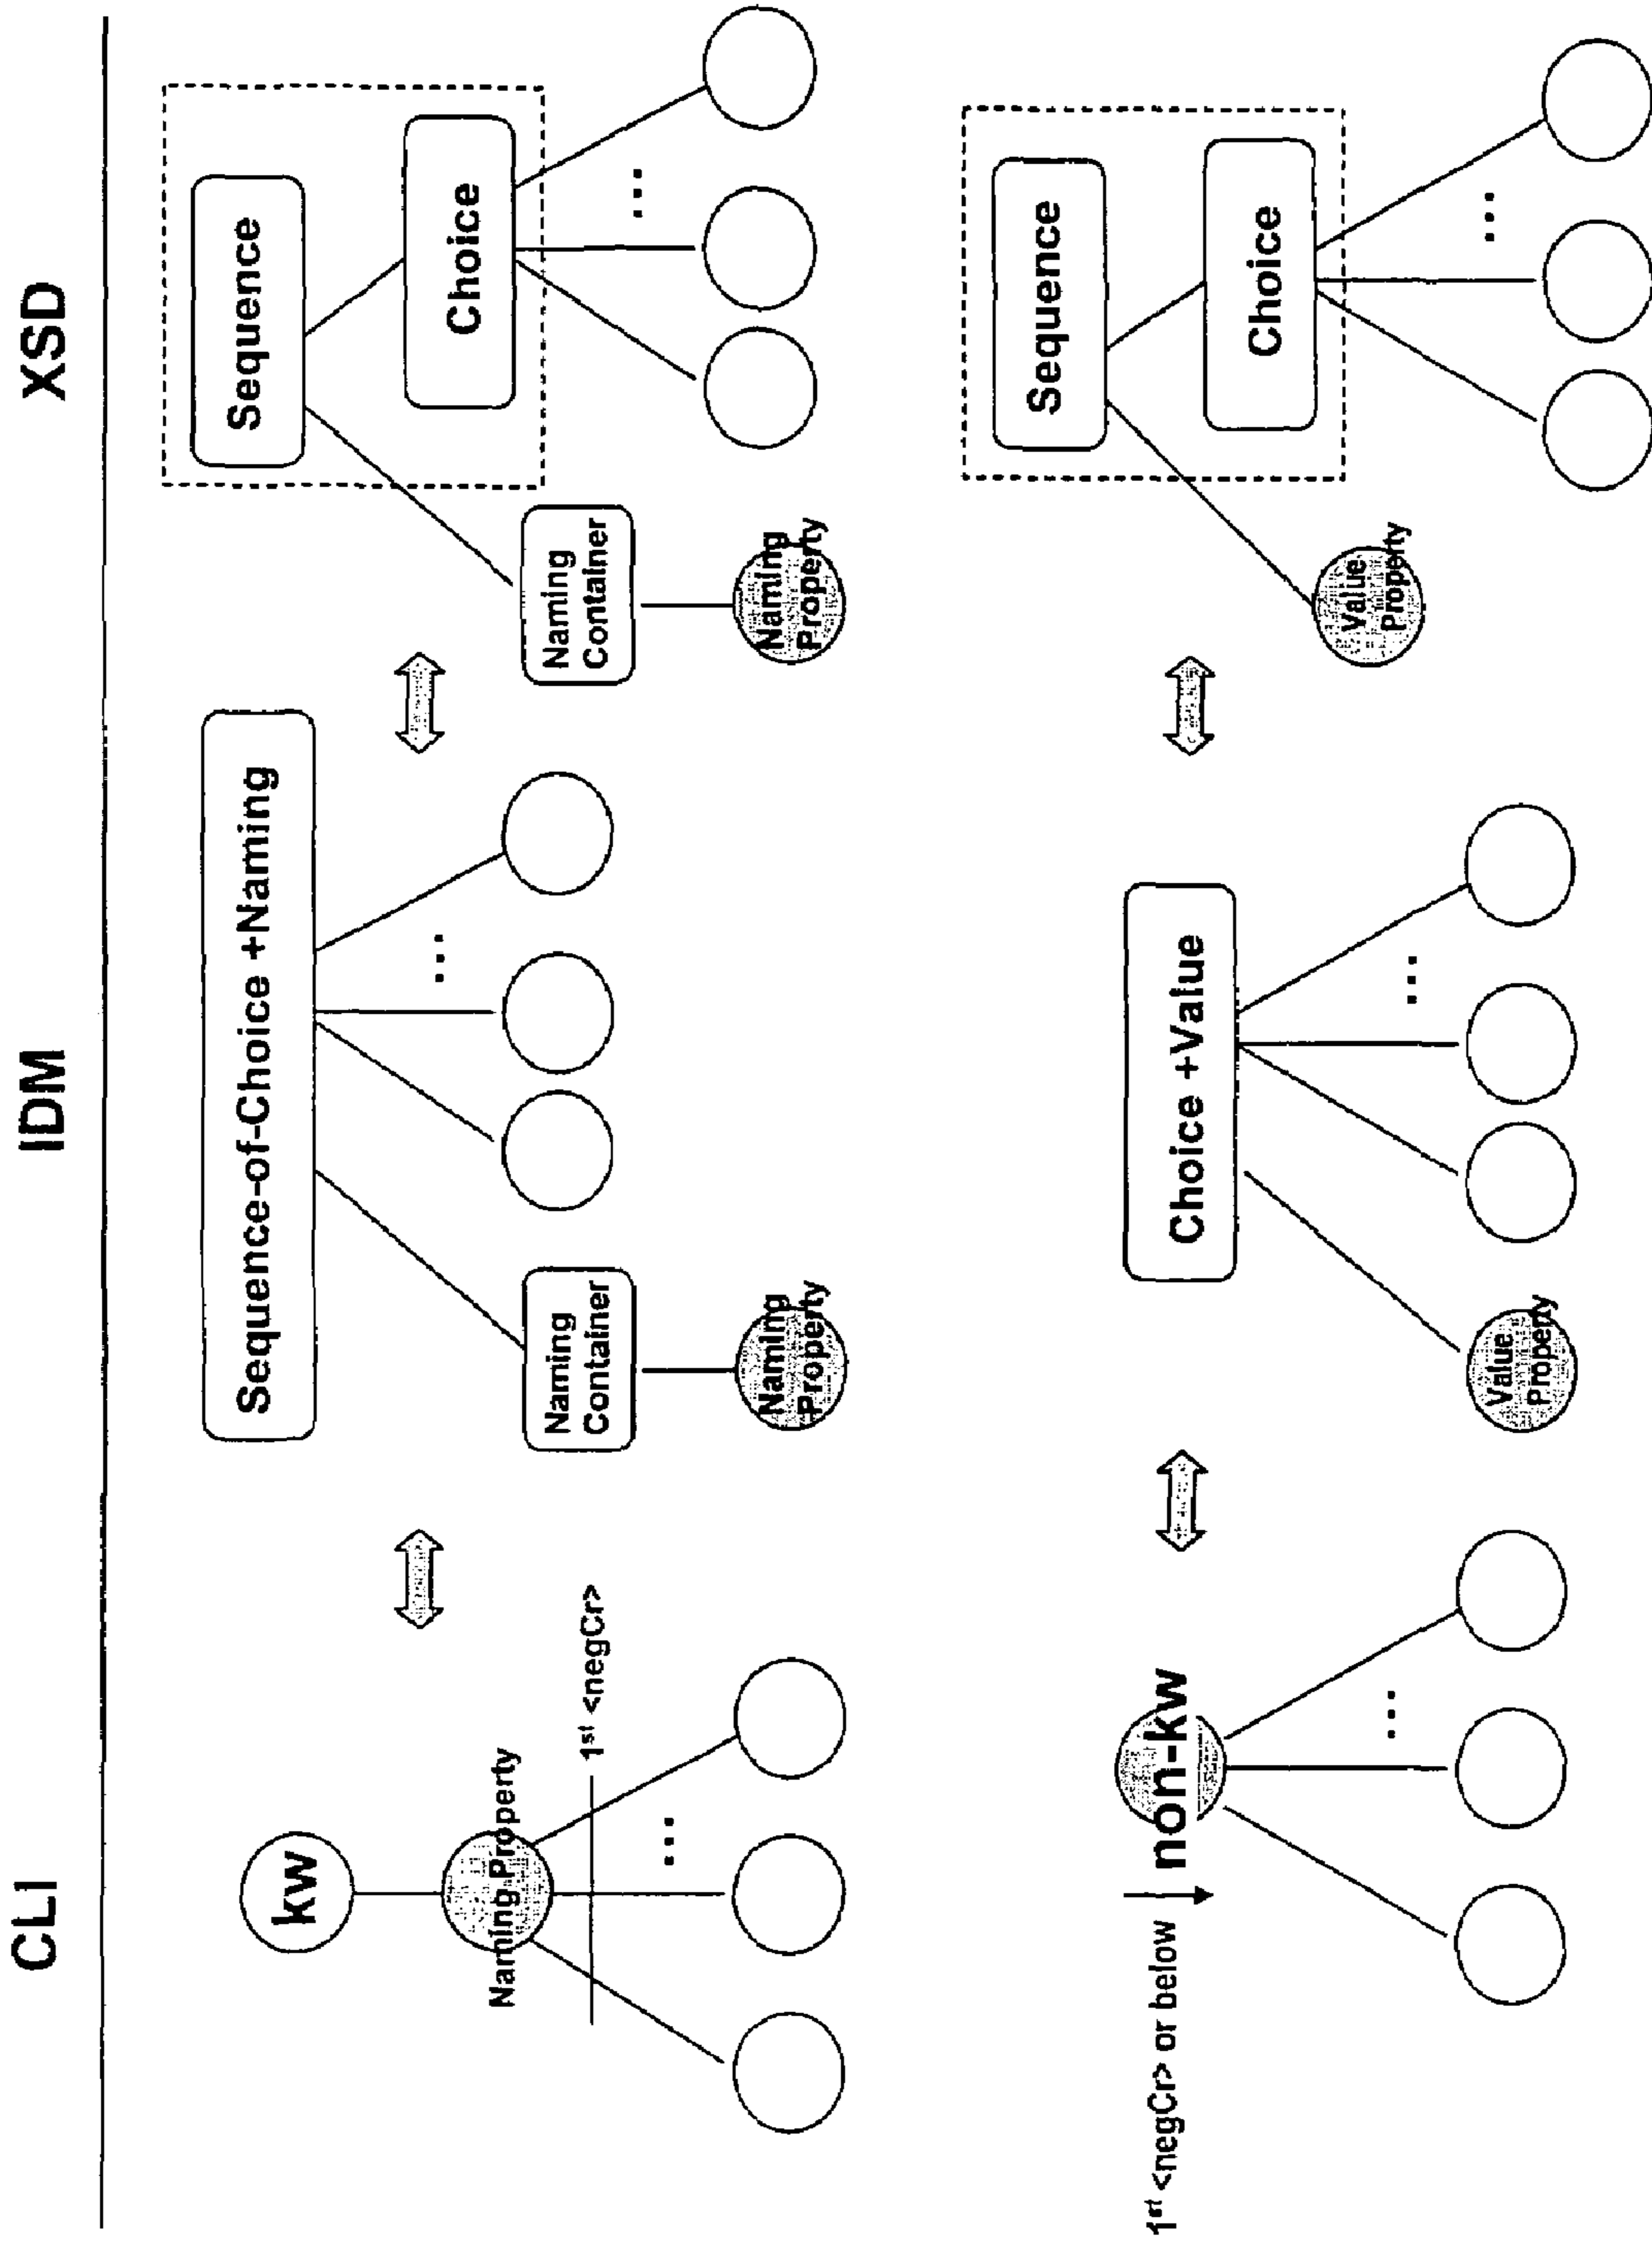 CLI
IDM
XSD
kw
Naming Property
1st <negCr>
...
Sequence-of-Choice +Naming
...
Naming
Container
Naming
Property
Sequence
Choice
...
Naming
Container
Naming
Property
1st <negCr> or below
non-kw
...
Choice +Value
...
Value
Property
Sequence
Choice
...
Value
Property